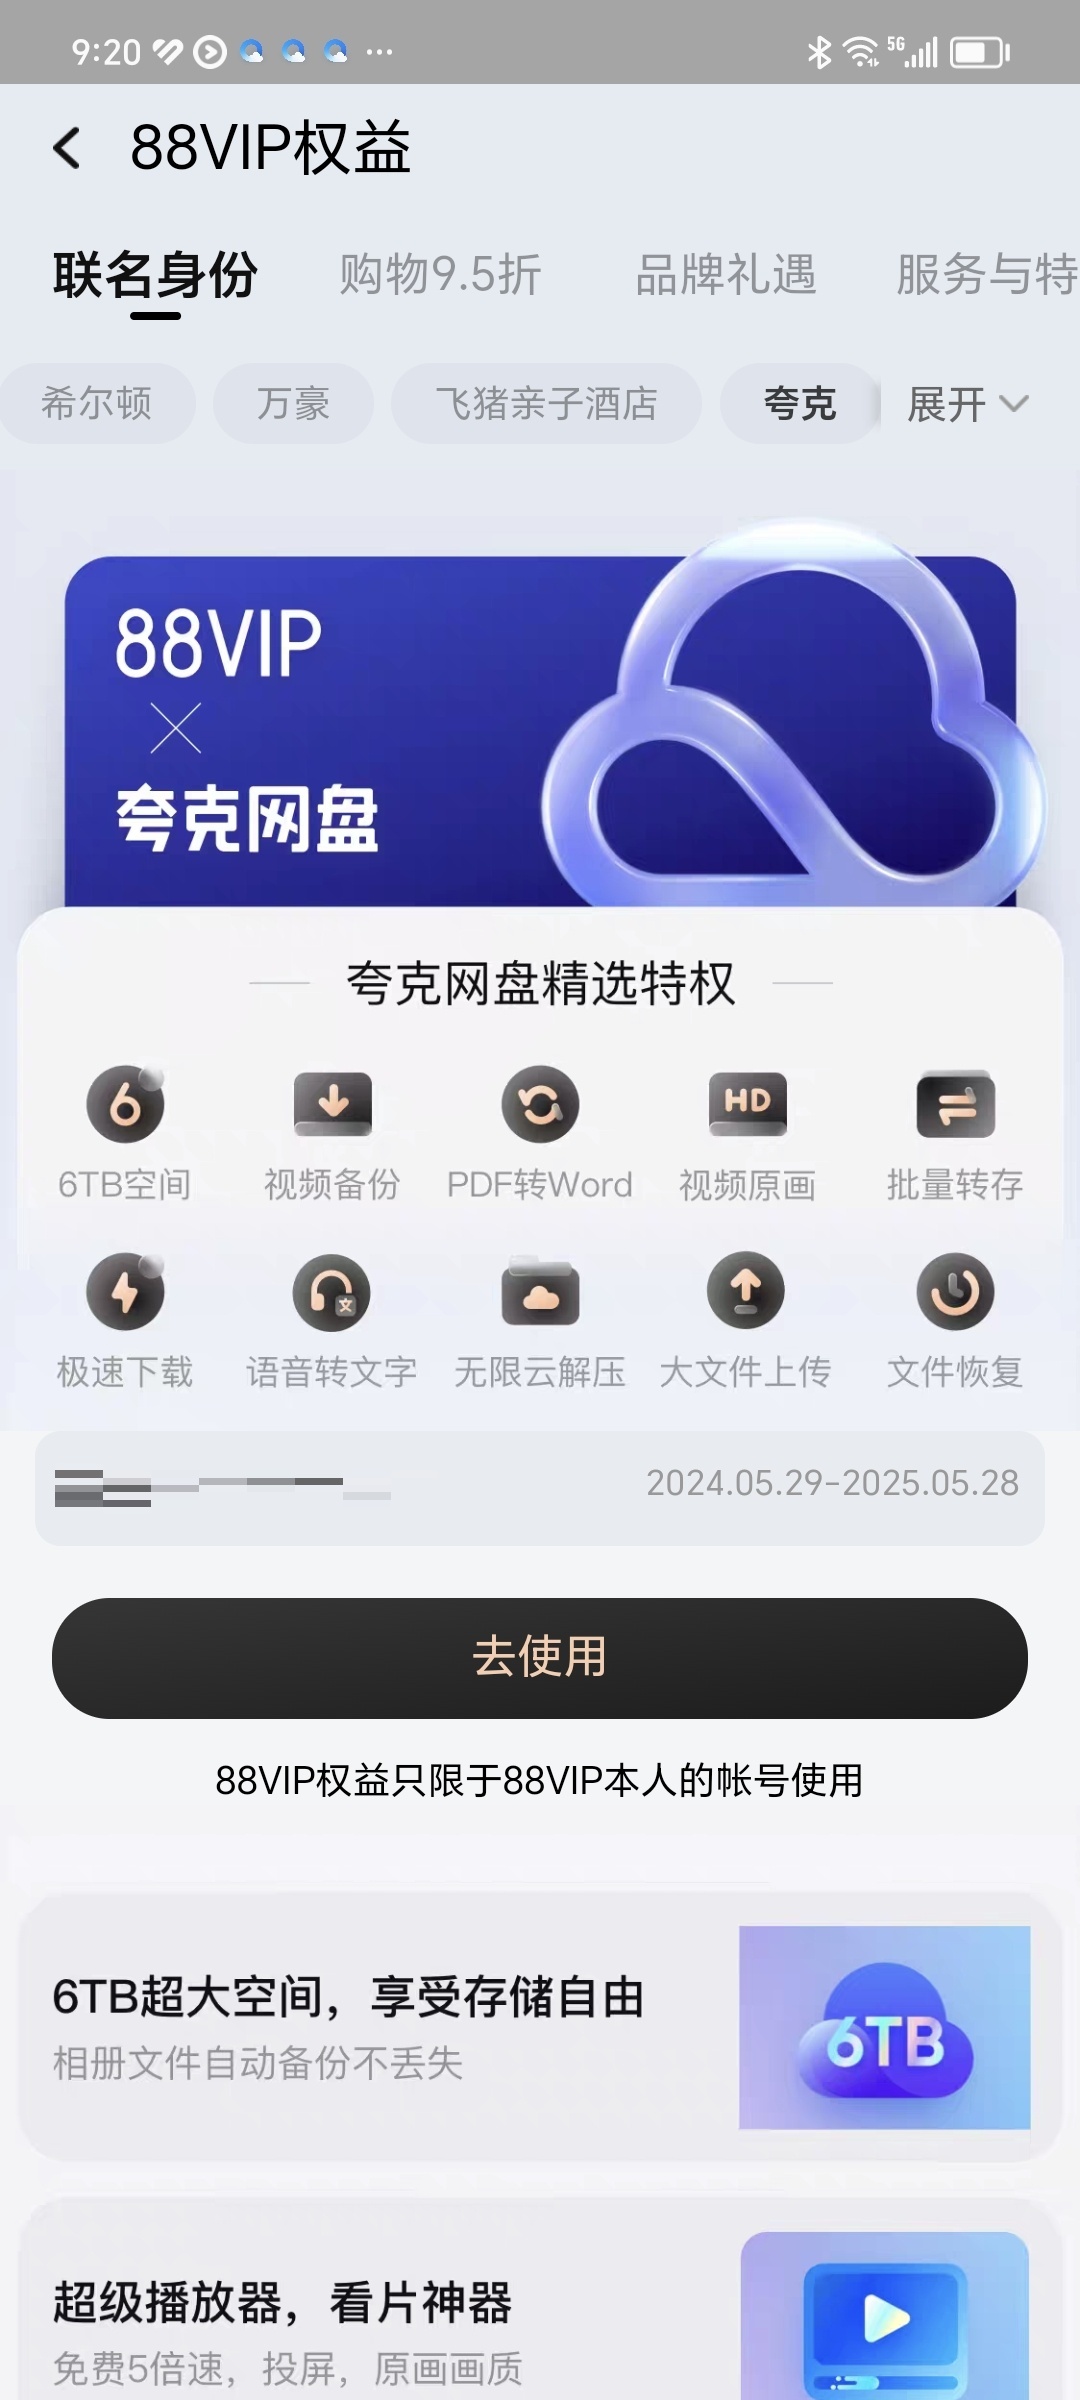 9:20
5G
88VIP权益
联名身份 购物9.5折 品牌礼遇 服务与特
希尔顿 万豪 飞猪亲子酒店 夸克 展开
88VIP
夸克网盘
夸克网盘精选特权
6 HD
6TB空间 视频备份 PDF转Word 视频原画 批量转存
文
极速下载 语音转文字 无限云解压 大文件上传 文件恢复
2024.05.29-2025.05.28
去使用
88VIP权益只限于88VIP本人的帐号使用
6TB超大空间，享受存储自由
相册文件自动备份不丢失
6TB
超级播放器，看片神器
免费5倍速，投屏，原画画质